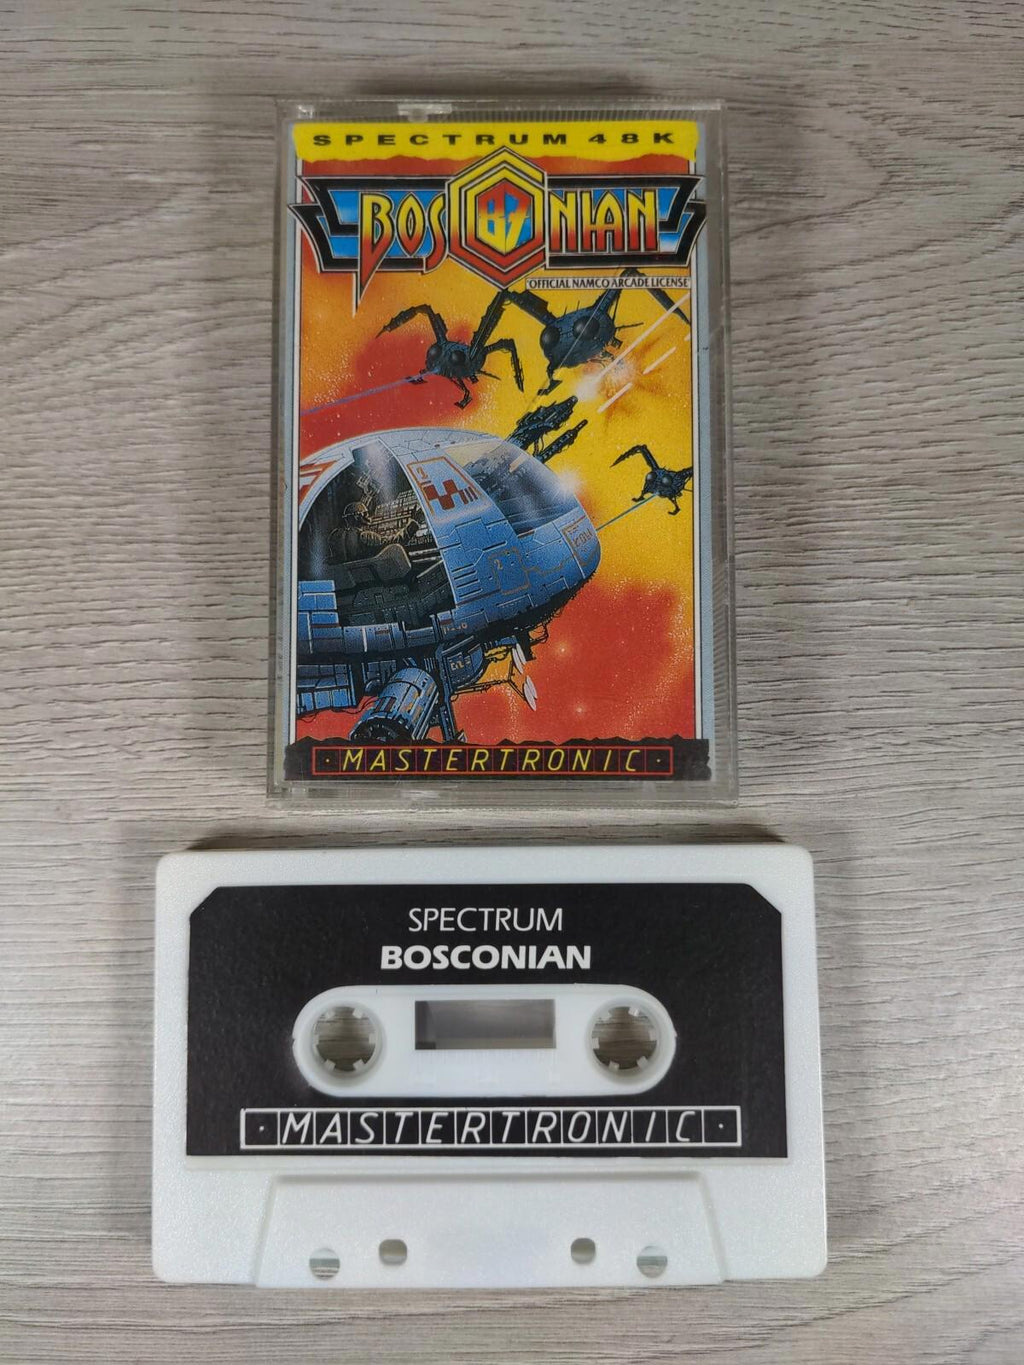 SPECTRUM 48K
BOSCONIAN
87
"OFFICIAL NAMCO ARCADE LICENSE"
·MASTERTRONIC·
SPECTRUM
BOSCONIAN
·MASTERTRONIC·